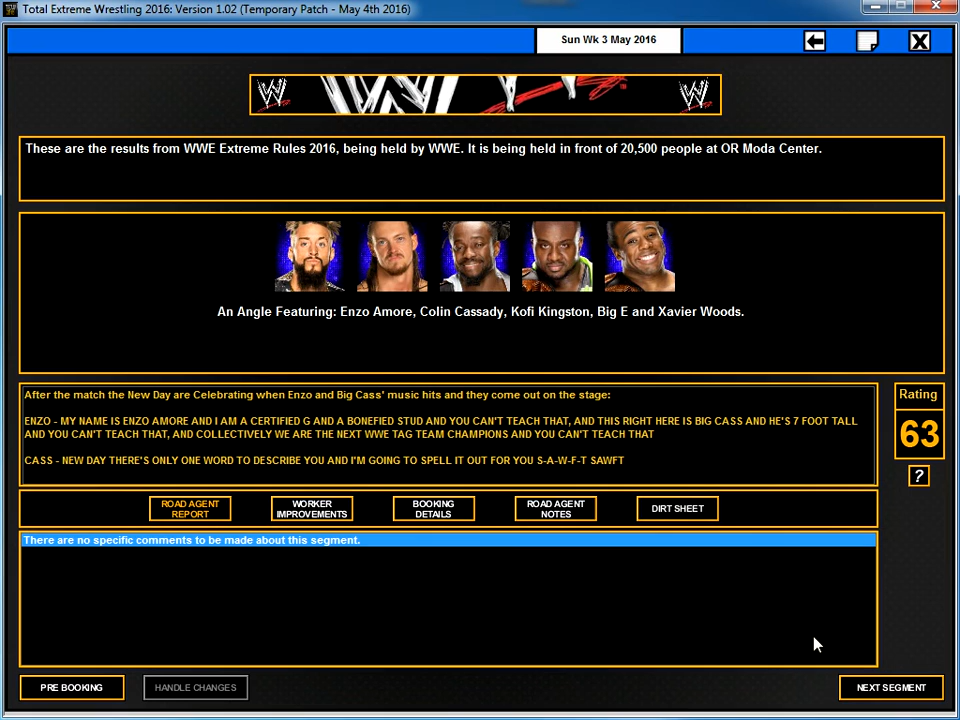 Total Extreme Wrestling 2016: Version 1.02 (Temporary Patch - May 4th 2016)
Sun Wk 3 May 2016
These are the results from WWE Extreme Rules 2016, being held by WWE. It is being held in front of 20,500 people at OR Moda Center.
An Angle Featuring: Enzo Amore, Colin Cassady, Kofi Kingston, Big E and Xavier Woods.
After the match the New Day are Celebrating when Enzo and Big Cass' music hits and they come out on the stage:
ENZO - MY NAME IS ENZO AMORE AND I AM A CERTIFIED G AND A BONEFIED STUD AND YOU CAN'T TEACH THAT, AND THIS RIGHT HERE IS BIG CASS AND HE'S 7 FOOT TALL
AND YOU CAN'T TEACH THAT, AND COLLECTIVELY WE ARE THE NEXT WWE TAG TEAM CHAMPIONS AND YOU CAN'T TEACH THAT
CASS - NEW DAY THERE'S ONLY ONE WORD TO DESCRIBE YOU AND I'M GOING TO SPELL IT OUT FOR YOU S-A-W-F-T SAWFT
Rating
63
?
ROAD AGENT
REPORT
WORKER
IMPROVEMENTS
BOOKING
DETAILS
ROAD AGENT
NOTES
DIRT SHEET
There are no specific comments to be made about this segment.
PRE BOOKING
HANDLE CHANGES
NEXT SEGMENT